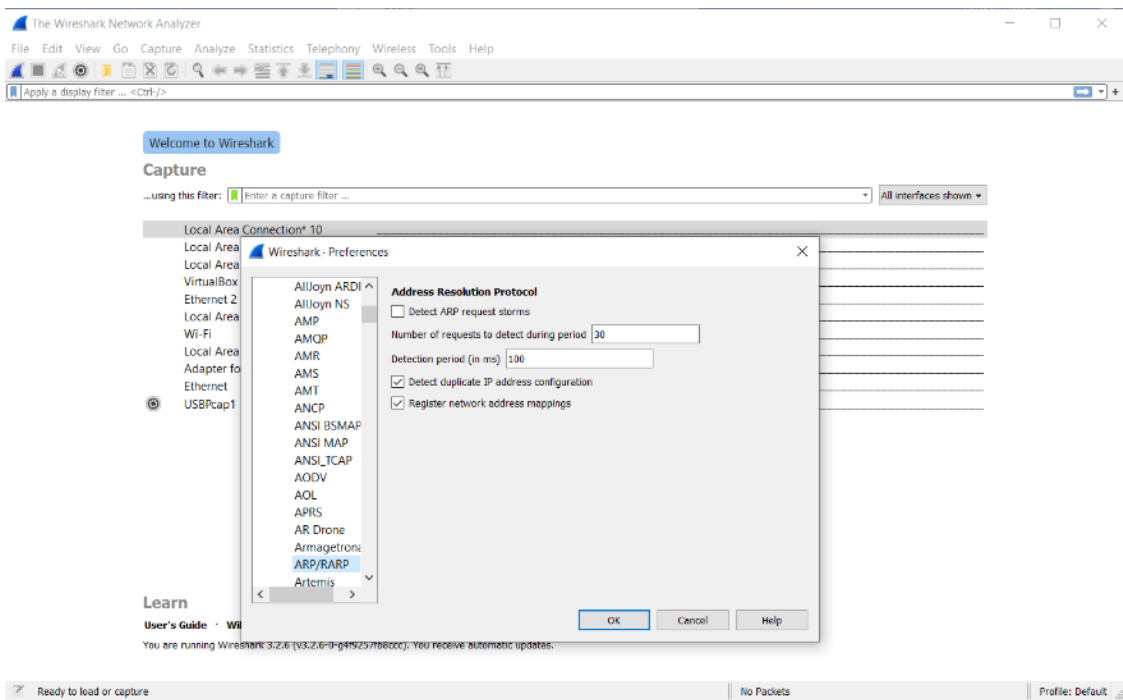 The Wireshark Network Analyzer
File Edit View Go Capture Analyze Statistics Telephony Wireless Tools Help
Apply a display filter ... <Ctrl-/>
Welcome to Wireshark
Capture
...using this filter: Enter a capture filter ... All interfaces shown
Local Area Connection* 10
Local Area
Local Area
VirtualBox
Ethernet 2
Local Area
Wi-Fi
Local Area
Adapter fo
Ethernet
USBPcap1
Wireshark · Preferences
AllJoyn ARD
AllJoyn NS
AMP
AMQP
AMR
AMS
AMT
ANCP
ANSI BSMAP
ANSI MAP
ANSI_TCAP
AODV
AOL
APRS
AR Drone
Armagetrona
ARP/RARP
Artemis
Address Resolution Protocol
Detect ARP request storms
Number of requests to detect during period 30
Detection period (in ms) 100
Detect duplicate IP address configuration
Register network address mappings
OK Cancel Help
Learn
User's Guide · Wi
You are running Wireshark 3.2.6 (v3.2.6-0-g4f9257fb8ccc). You receive automatic updates.
Ready to load or capture No Packets Profile: Default